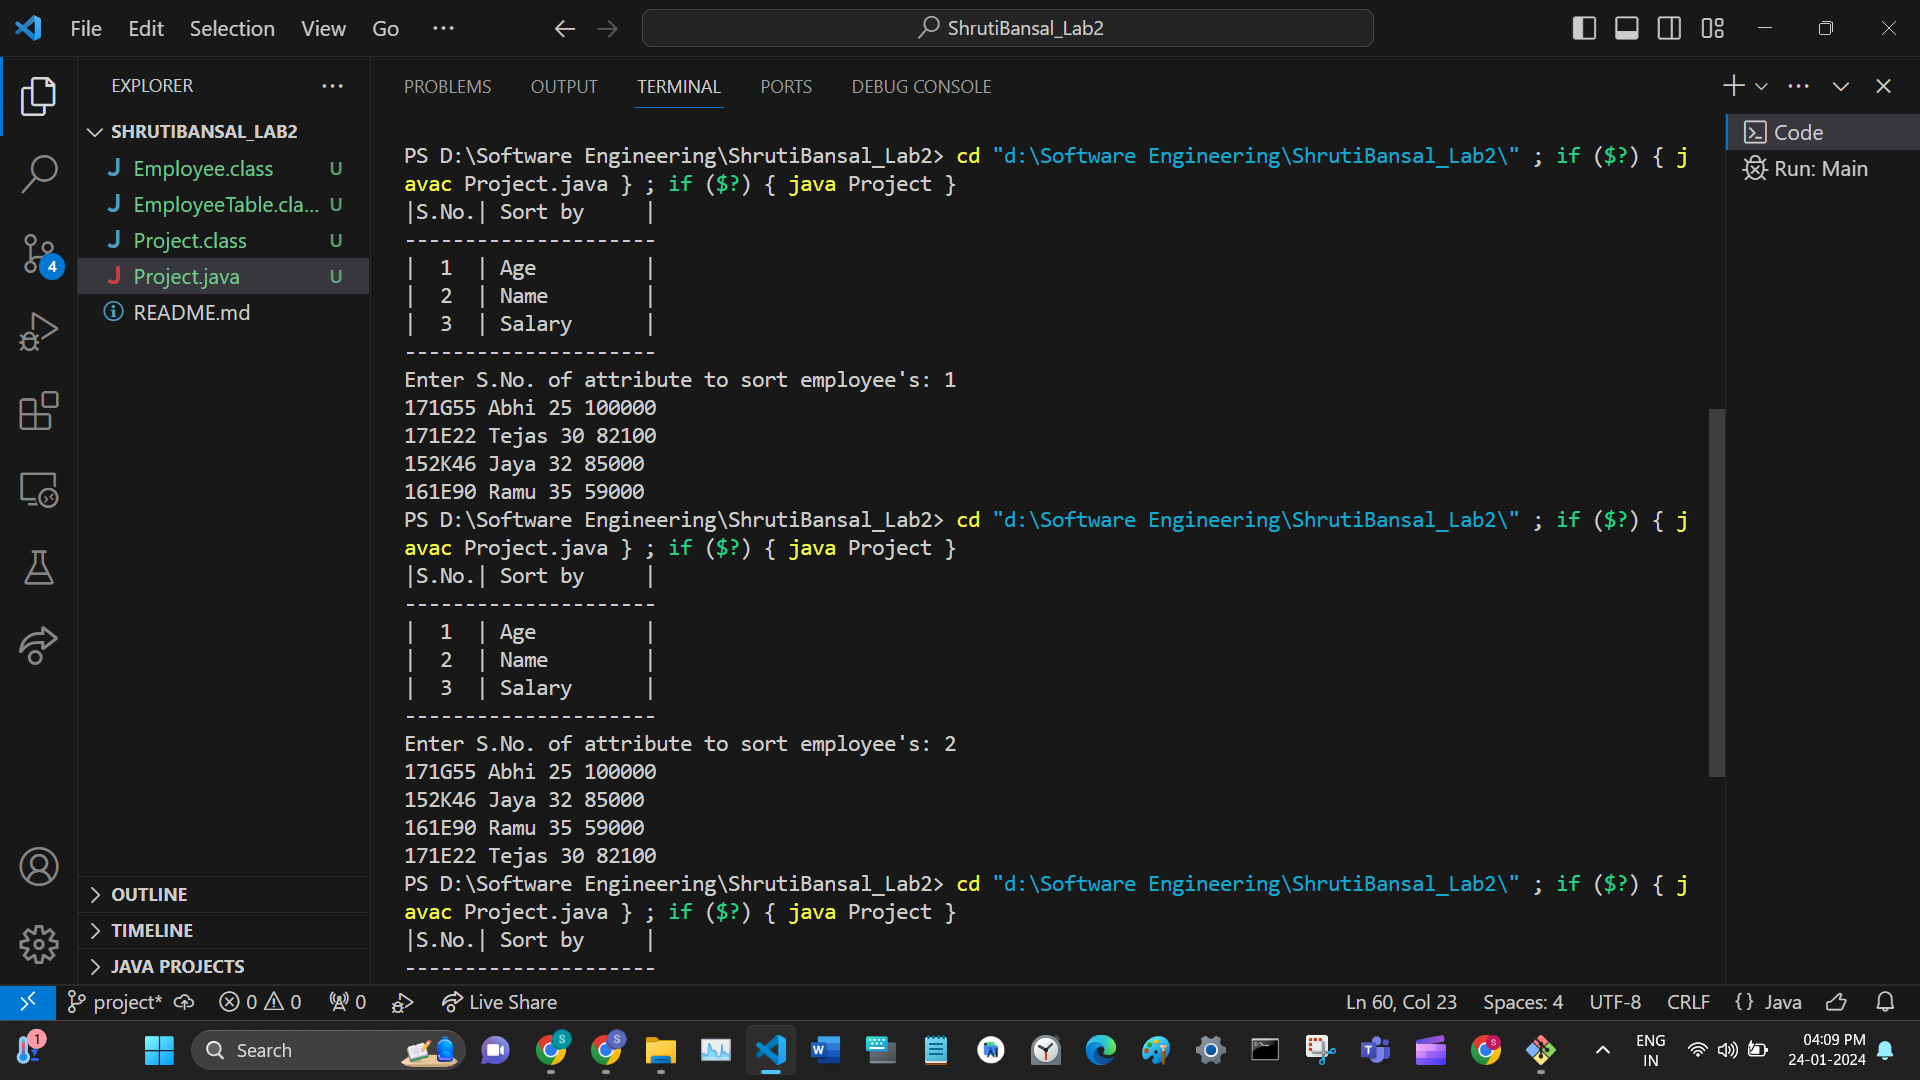 File Edit Selection View Go ···
ShrutiBansal_Lab2
EXPLORER ···
SHRUTIBANSAL_LAB2
Employee.class U
EmployeeTable.cla... U
Project.class U
Project.java U
README.md
4
OUTLINE
TIMELINE
JAVA PROJECTS
PROBLEMS OUTPUT TERMINAL PORTS DEBUG CONSOLE
PS D:\Software Engineering\ShrutiBansal_Lab2> cd "d:\Software Engineering\ShrutiBansal_Lab2\" ; if ($?) { j
avac Project.java } ; if ($?) { java Project }
|S.No.| Sort by     |
---------------------
|  1  | Age         |
|  2  | Name        |
|  3  | Salary      |
---------------------
Enter S.No. of attribute to sort employee's: 1
171G55 Abhi 25 100000
171E22 Tejas 30 82100
152K46 Jaya 32 85000
161E90 Ramu 35 59000
PS D:\Software Engineering\ShrutiBansal_Lab2> cd "d:\Software Engineering\ShrutiBansal_Lab2\" ; if ($?) { j
avac Project.java } ; if ($?) { java Project }
|S.No.| Sort by     |
---------------------
|  1  | Age         |
|  2  | Name        |
|  3  | Salary      |
---------------------
Enter S.No. of attribute to sort employee's: 2
171G55 Abhi 25 100000
152K46 Jaya 32 85000
161E90 Ramu 35 59000
171E22 Tejas 30 82100
PS D:\Software Engineering\ShrutiBansal_Lab2> cd "d:\Software Engineering\ShrutiBansal_Lab2\" ; if ($?) { j
avac Project.java } ; if ($?) { java Project }
|S.No.| Sort by     |
---------------------
Code
Run: Main
project* 0 0 0 Live Share Ln 60, Col 23 Spaces: 4 UTF-8 CRLF {} Java
1 Search ENG 04:09 PM
IN 24-01-2024